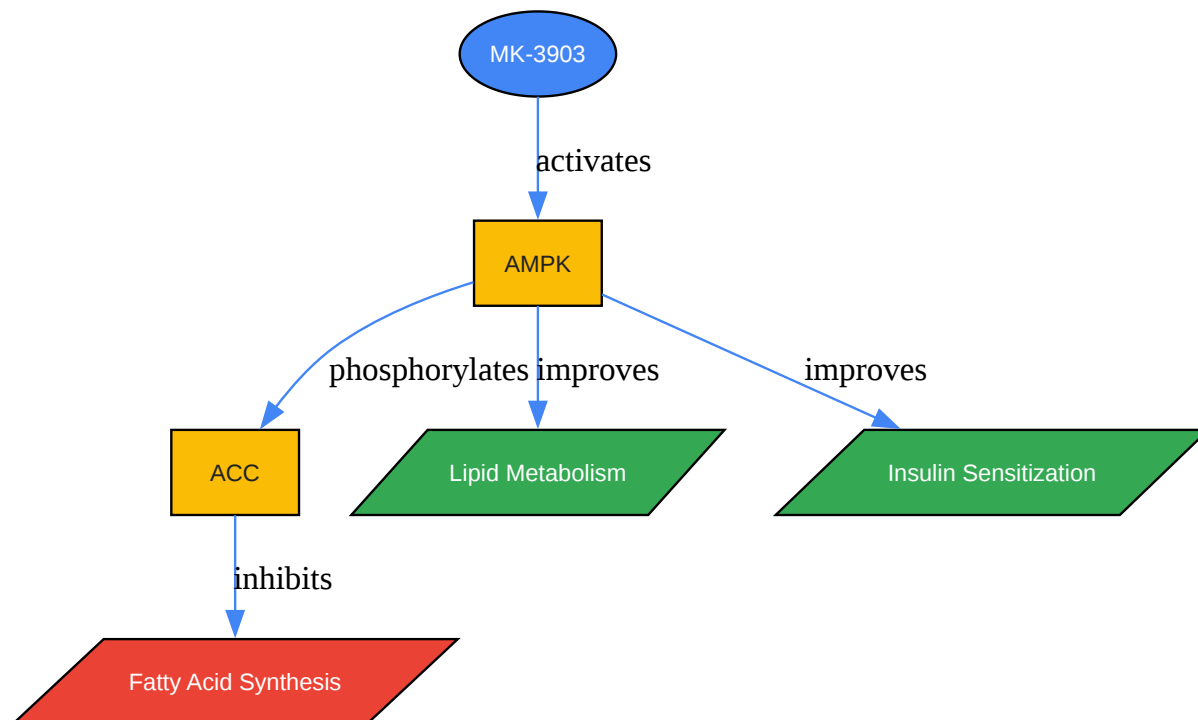 MK-3903
activates
AMPK
phosphorylates
improves
improves
ACC
Lipid Metabolism
Insulin Sensitization
inhibits
Fatty Acid Synthesis